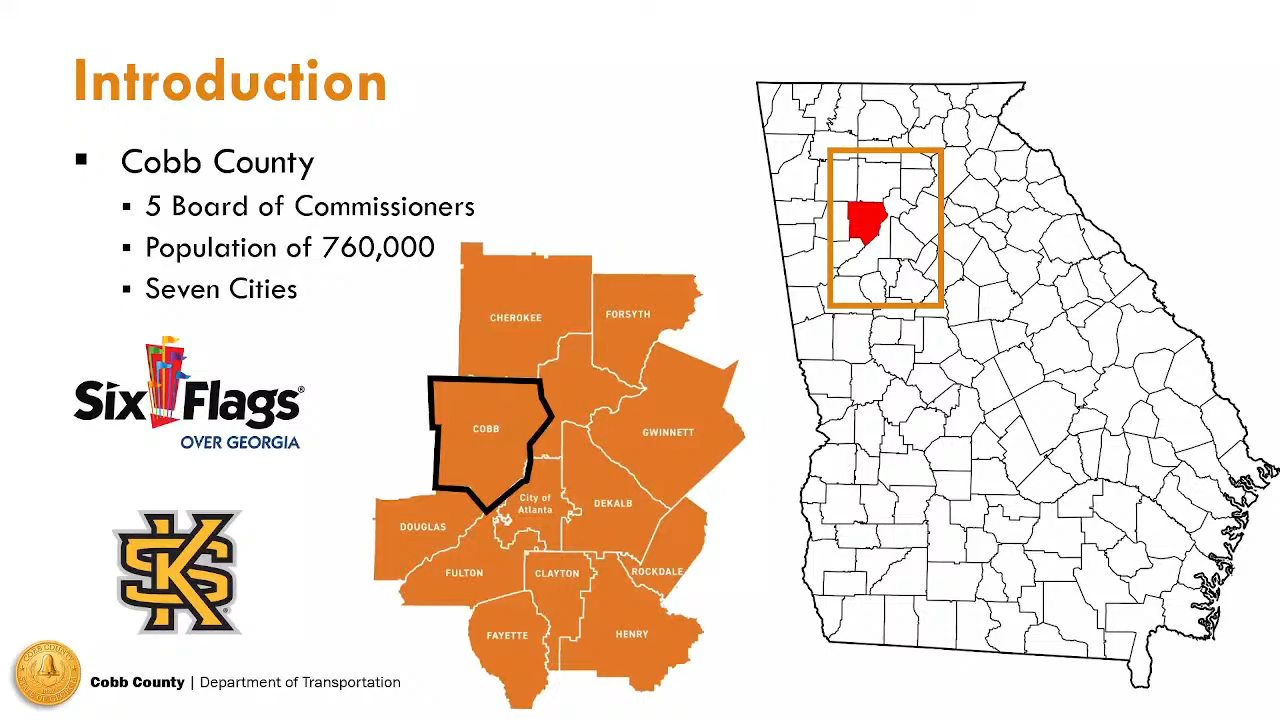 Introduction
Cobb County
5 Board of Commissioners
Population of 760,000
Seven Cities
Six Flags®
OVER GEORGIA
KS
CHEROKEE
FORSYTH
COBB
GWINNETT
City of
Atlanta
DEKALB
DOUGLAS
FULTON
CLAYTON
ROCKDALE
FAYETTE
HENRY
Cobb County | Department of Transportation